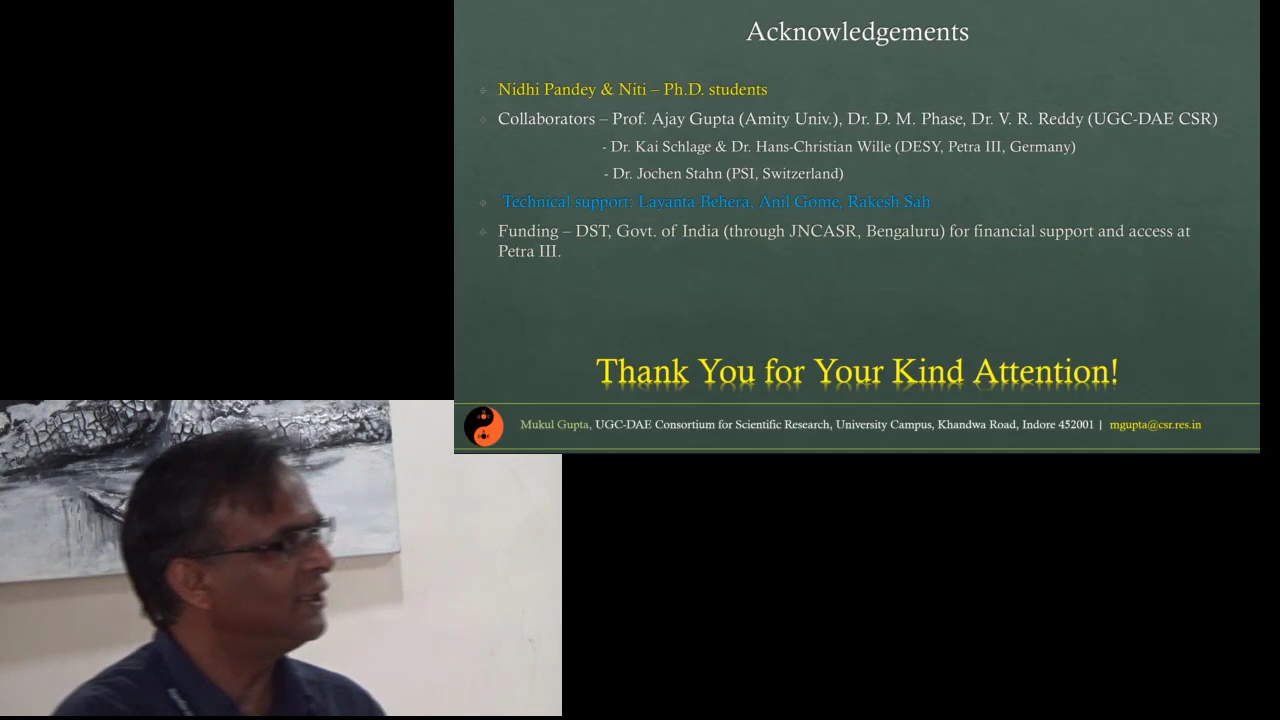 Acknowledgements
Nidhi Pandey & Niti – Ph.D. students
Collaborators – Prof. Ajay Gupta (Amity Univ.), Dr. D. M. Phase, Dr. V. R. Reddy (UGC-DAE CSR)
- Dr. Kai Schlage & Dr. Hans-Christian Wille (DESY, Petra III, Germany)
- Dr. Jochen Stahn (PSI, Switzerland)
Technical support: Layanta Behera, Anil Gome, Rakesh Sah
Funding – DST, Govt. of India (through JNCASR, Bengaluru) for financial support and access at
Petra III.
Thank You for Your Kind Attention!
Mukul Gupta, UGC-DAE Consortium for Scientific Research, University Campus, Khandwa Road, Indore 452001 | mgupta@csr.res.in